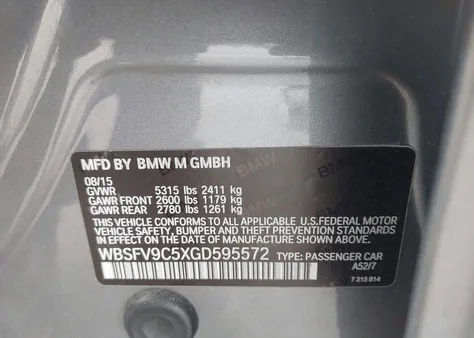 MFD BY BMW M GMBH
08/15
GVWR 5315 lbs 2411 kg
GAWR FRONT 2600 lbs 1179 kg
GAWR REAR 2780 lbs 1261 kg
THIS VEHICLE CONFORMS TO ALL APPLICABLE U.S.FEDERAL MOTOR
VEHICLE SAFETY, BUMPER AND THEFT PREVENTION STANDARDS
IN EFFECT ON THE DATE OF MANUFACTURE SHOWN ABOVE.
WBSFV9C5XGD595572 TYPE: PASSENGER CAR
A52/7
7 315 814